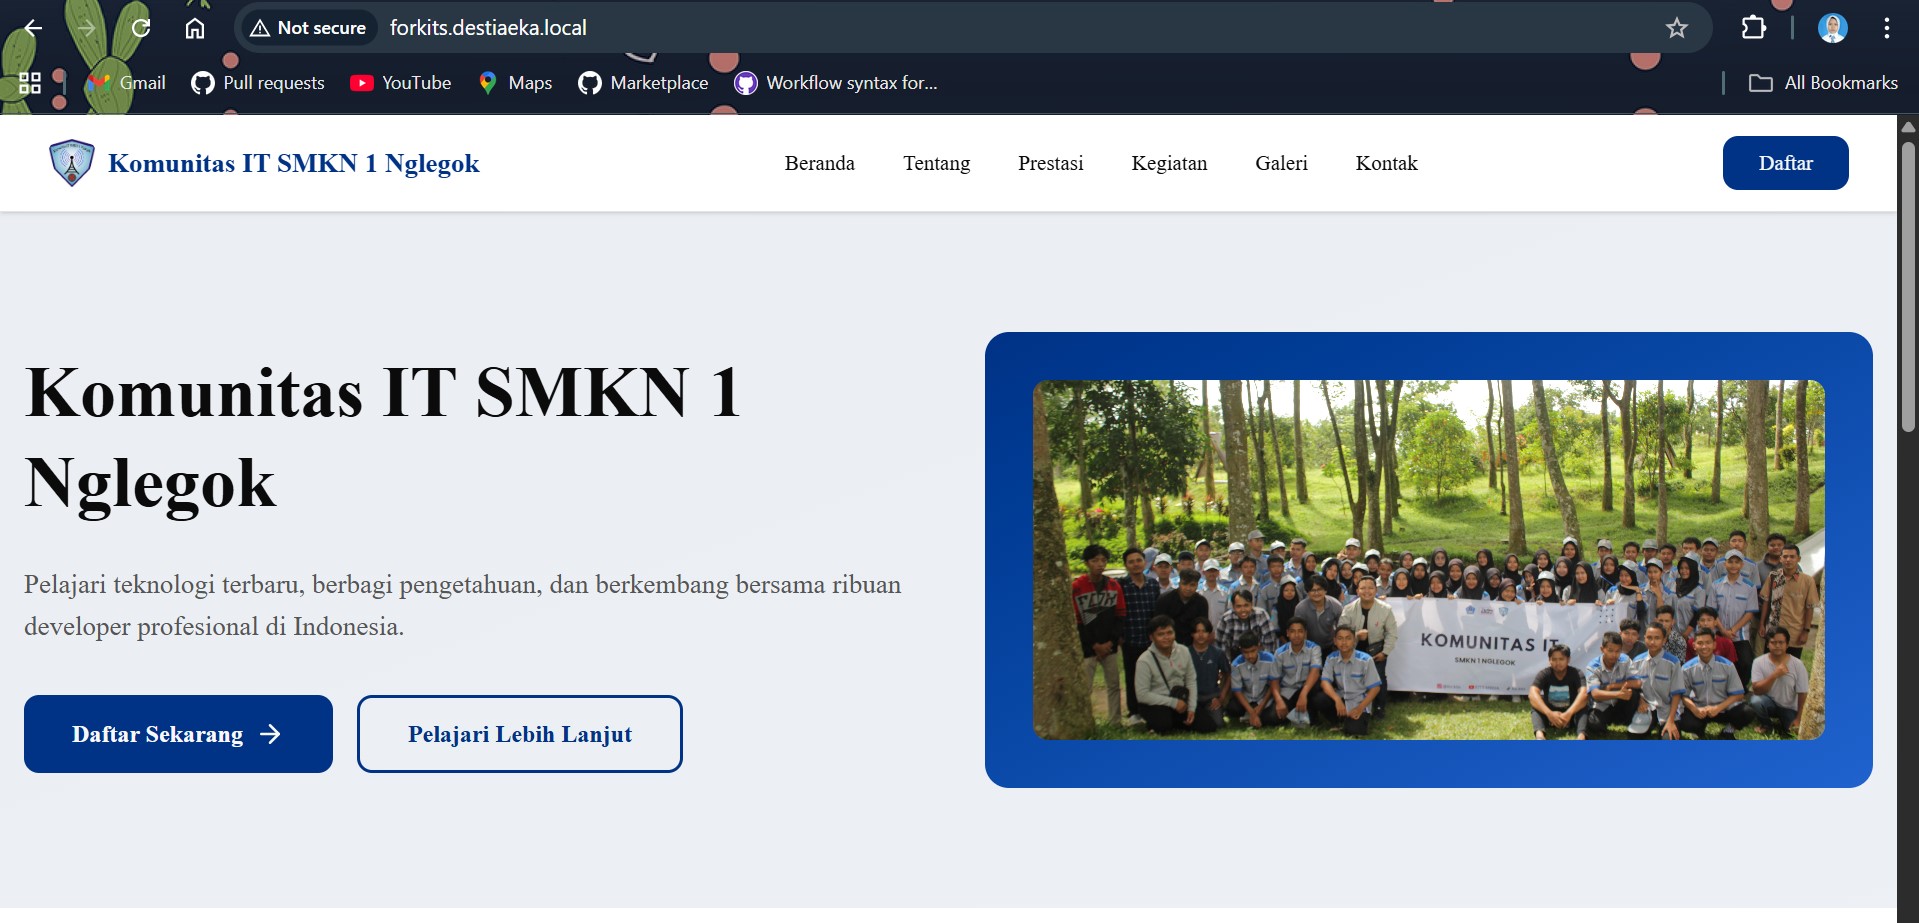 Not secure
forkits.destiaeka.local
Gmail
Pull requests
YouTube
Maps
Marketplace
Workflow syntax for...
All Bookmarks
Komunitas IT SMKN 1 Nglegok
Beranda
Tentang
Prestasi
Kegiatan
Galeri
Kontak
Daftar
Komunitas IT SMKN 1
Nglegok
Pelajari teknologi terbaru, berbagi pengetahuan, dan berkembang bersama ribuan
developer profesional di Indonesia.
Daftar Sekarang
Pelajari Lebih Lanjut
KOMUNITAS IT
SMKN 1 NGLEGOK